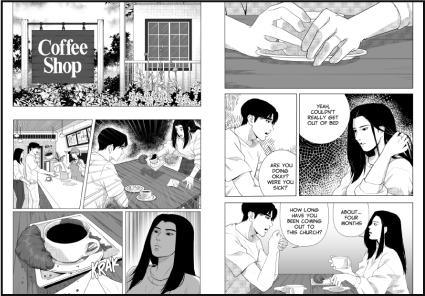 Coffee
Shop
KRAK
YEAH,
COULDN'T
REALLY GET
OUT OF BED
ARE YOU
DOING
OKAY?
WERE YOU
SICK?
HOW LONG
HAVE YOU
BEEN COMING
OUT TO
THIS CHURCH?
ABOUT...
FOUR
MONTHS